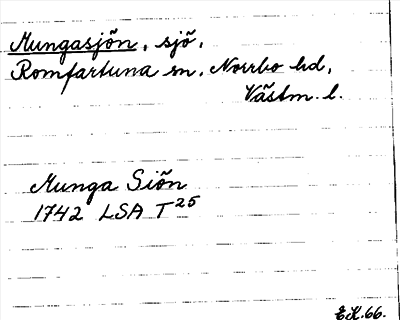 Mungasjön, sjö,
Romfartuna sn, Norrbo hd,
Västm. l.
Munga Siön
1742 LSA T25
E.K.66.